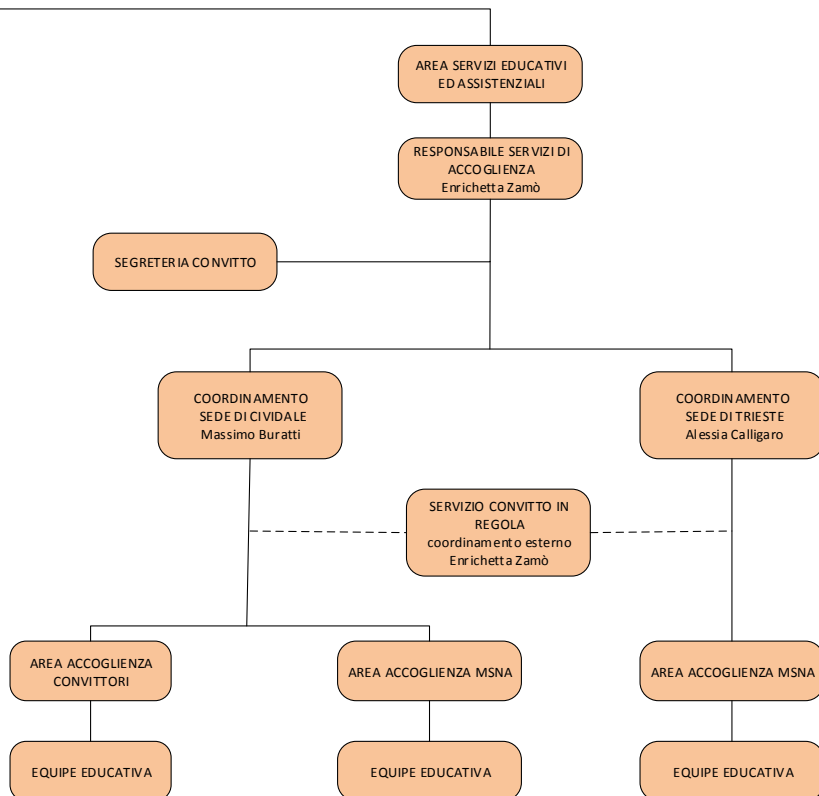 AREA SERVIZI EDUCATIVI
ED ASSISTENZIALI
RESPONSABILE SERVIZI DI
ACCOGLIENZA
Enrichetta Zamò
SEGRETERIA CONVITTO
COORDINAMENTO
SEDE DI CIVIDALE
Massimo Buratti
COORDINAMENTO
SEDE DI TRIESTE
Alessia Calligaro
SERVIZIO CONVITTO IN
REGOLA
coordinamento esterno
Enrichetta Zamò
AREA ACCOGLIENZA
CONVITTORI
AREA ACCOGLIENZA MSNA
AREA ACCOGLIENZA MSNA
EQUIPE EDUCATIVA
EQUIPE EDUCATIVA
EQUIPE EDUCATIVA